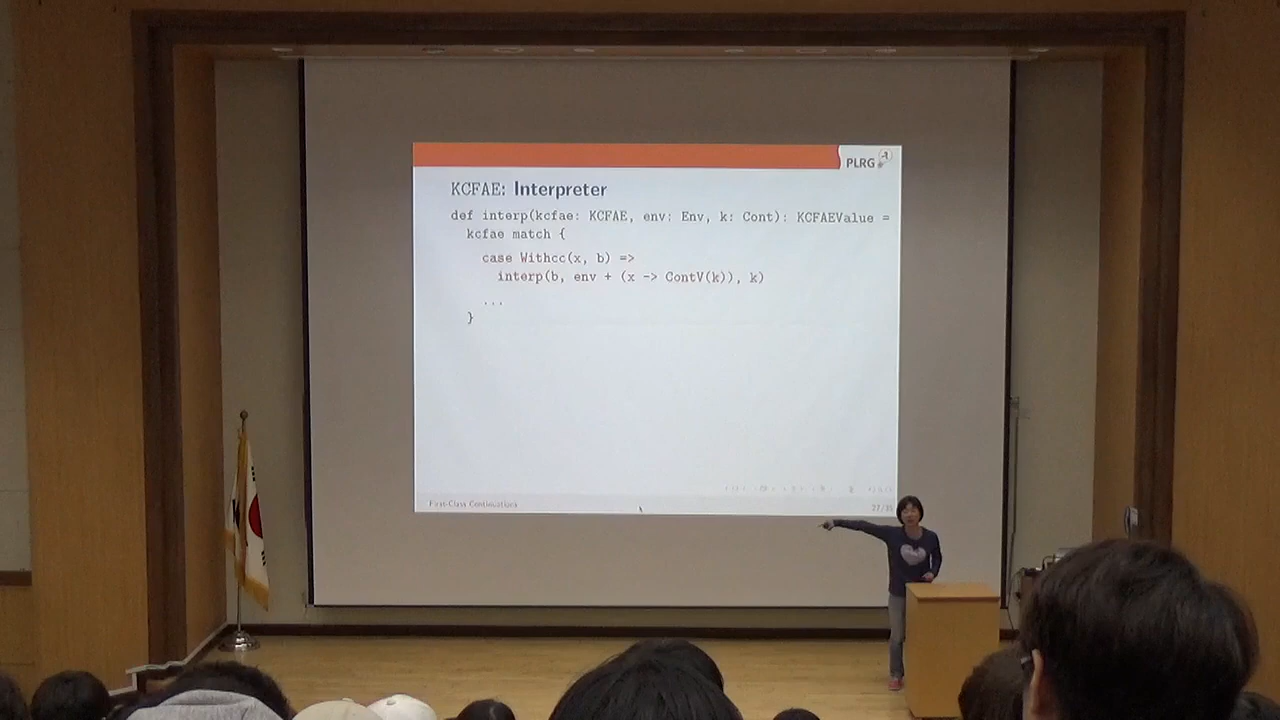 PLRG
KCFAE: Interpreter
def interp(kcfae: KCFAE, env: Env, k: Cont): KCFAEValue =
kcfae match {
case Withcc(x, b) =>
interp(b, env + (x -> ContV(k)), k)
...
}
First-Class Continuations